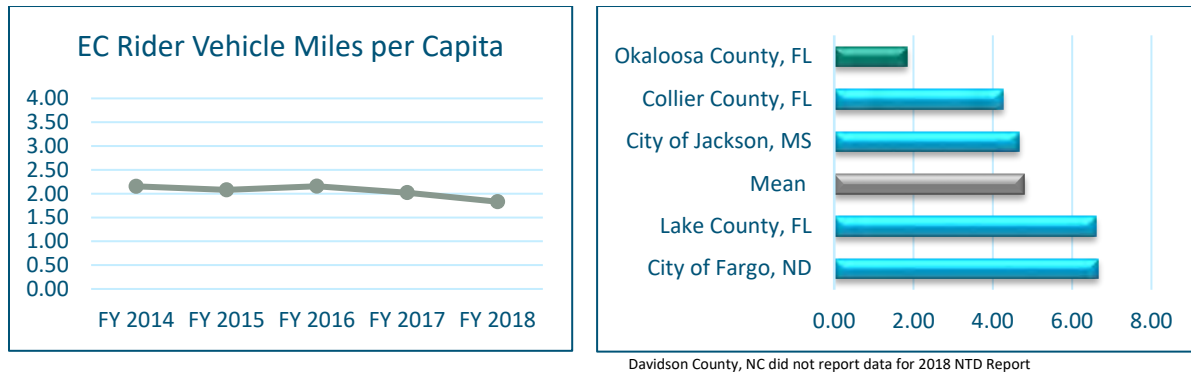 EC Rider Vehicle Miles per Capita
4.00
3.50
3.00
2.50
2.00
1.50
1.00
0.50
0.00
FY 2014 FY 2015 FY 2016 FY 2017 FY 2018
Okaloosa County, FL
Collier County, FL
City of Jackson, MS
Mean
Lake County, FL
City of Fargo, ND
0.00 2.00 4.00 6.00 8.00
Davidson County, NC did not report data for 2018 NTD Report